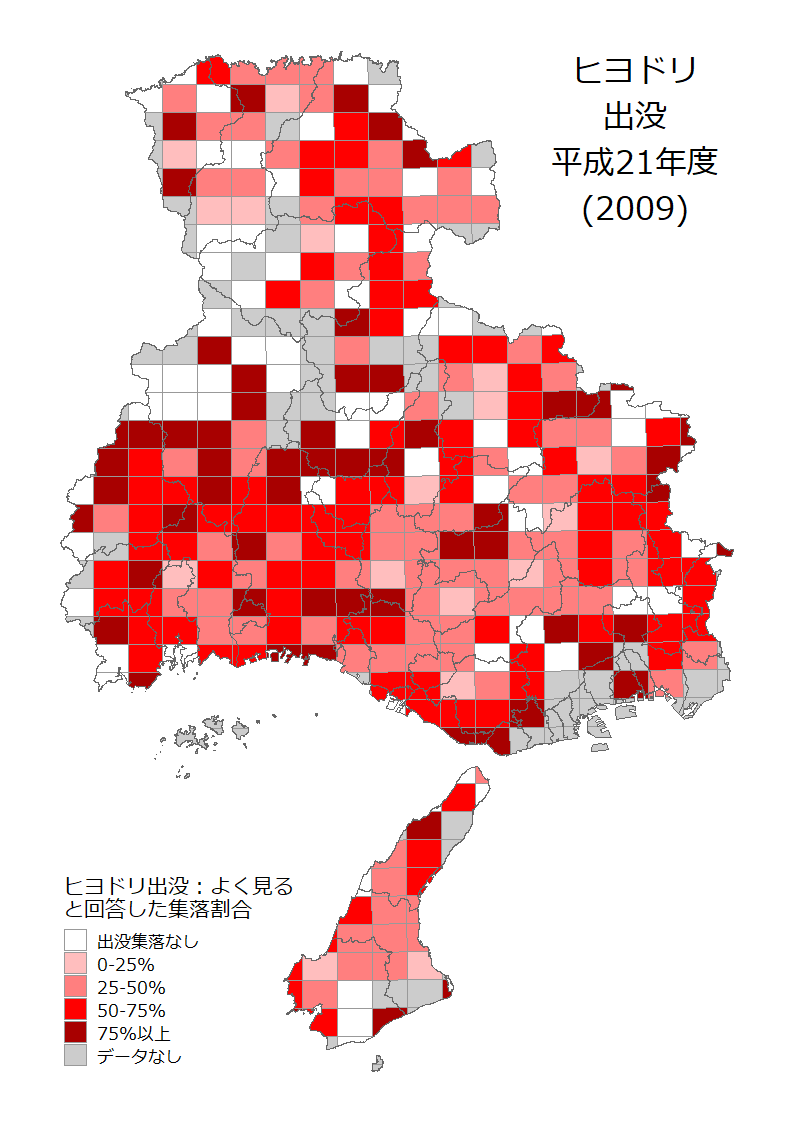 ヒヨドリ
出没
平成21年度
(2009)
ヒヨドリ出没：よく見る
と回答した集落割合
出没集落なし
0-25%
25-50%
50-75%
75%以上
データなし